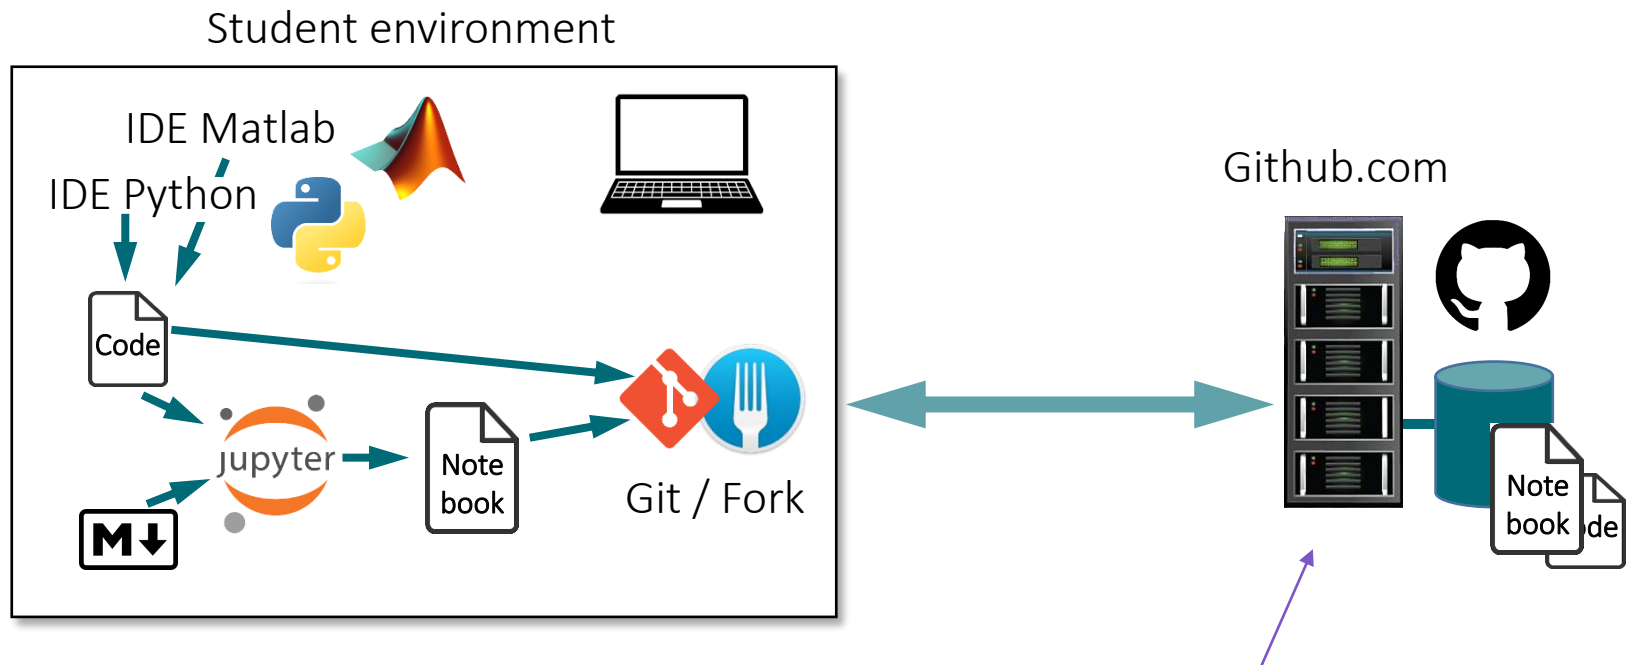 Student environment
IDE Matlab
IDE Python
Github.com
Code
jupyter
Note
book
Git / Fork
M
Note
book
de